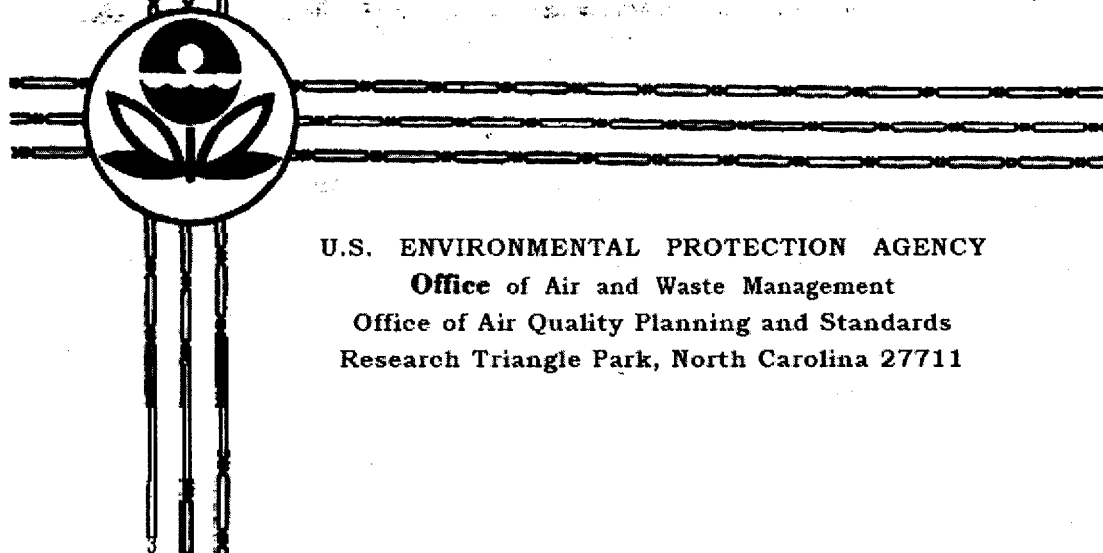 U.S. ENVIRONMENTAL PROTECTION AGENCY
Office of Air and Waste Management
Office of Air Quality Planning and Standards
Research Triangle Park, North Carolina 27711